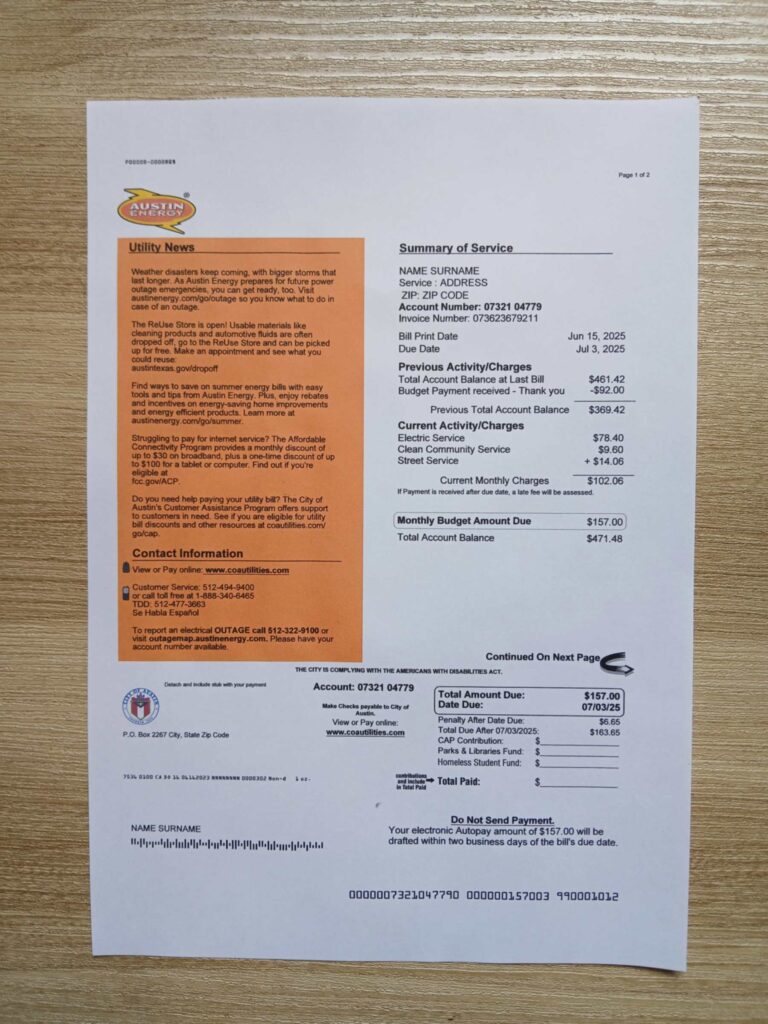 P00008-0000809
Page 1 of 2
AUSTIN
ENERGY
®
Utility News
Weather disasters keep coming, with bigger storms that
last longer. As Austin Energy prepares for future power
outage emergencies, you can get ready, too. Visit
austinenergy.com/go/outage so you know what to do in
case of an outage.
The ReUse Store is open! Usable materials like
cleaning products and automotive fluids are often
dropped off, go to the ReUse Store and can be picked
up for free. Make an appointment and see what you
could reuse:
austintexas.gov/dropoff
Find ways to save on summer energy bills with easy
tools and tips from Austin Energy. Plus, enjoy rebates
and incentives on energy-saving home improvements
and energy efficient products. Learn more at
austinenergy.com/go/summer.
Struggling to pay for internet service? The Affordable
Connectivity Program provides a monthly discount of
up to $30 on broadband, plus a one-time discount of up
to $100 for a tablet or computer. Find out if you're
eligible at
fcc.gov/ACP.
Do you need help paying your utility bill? The City of
Austin's Customer Assistance Program offers support
to customers in need. See if you are eligible for utility
bill discounts and other resources at coautilities.com/
go/cap.
Contact Information
View or Pay online: www.coautilities.com
Customer Service: 512-494-9400
or call toll free at 1-888-340-6465
TDD: 512-477-3663
Se Habla Español
To report an electrical OUTAGE call 512-322-9100 or
visit outagemap.austinenergy.com. Please have your
account number available.
Summary of Service
NAME SURNAME
Service : ADDRESS
ZIP: ZIP CODE
Account Number: 07321 04779
Invoice Number: 073623679211
Bill Print Date Jun 15, 2025
Due Date Jul 3, 2025
Previous Activity/Charges
Total Account Balance at Last Bill $461.42
Budget Payment received - Thank you -$92.00
Previous Total Account Balance $369.42
Current Activity/Charges
Electric Service $78.40
Clean Community Service $9.60
Street Service + $14.06
Current Monthly Charges $102.06
If Payment is received after due date, a late fee will be assessed.
Monthly Budget Amount Due $157.00
Total Account Balance $471.48
Continued On Next Page
THE CITY IS COMPLYING WITH THE AMERICANS WITH DISABILITIES ACT.
Detach and include stub with your payment
CITY OF AUSTIN
P.O. Box 2267 City, State Zip Code
Account: 07321 04779
Make Checks payable to City of
Austin.
View or Pay online:
www.coautilities.com
Total Amount Due: $157.00
Date Due: 07/03/25
Penalty After Date Due: $6.65
Total Due After 07/03/2025: $163.65
CAP Contribution: $
Parks & Libraries Fund: $
Homeless Student Fund: $
contributions
and include
in Total Paid
Total Paid: $
Do Not Send Payment.
Your electronic Autopay amount of $157.00 will be
drafted within two business days of the bill's due date.
NAME SURNAME
0000007321047790 000000157003 990001012